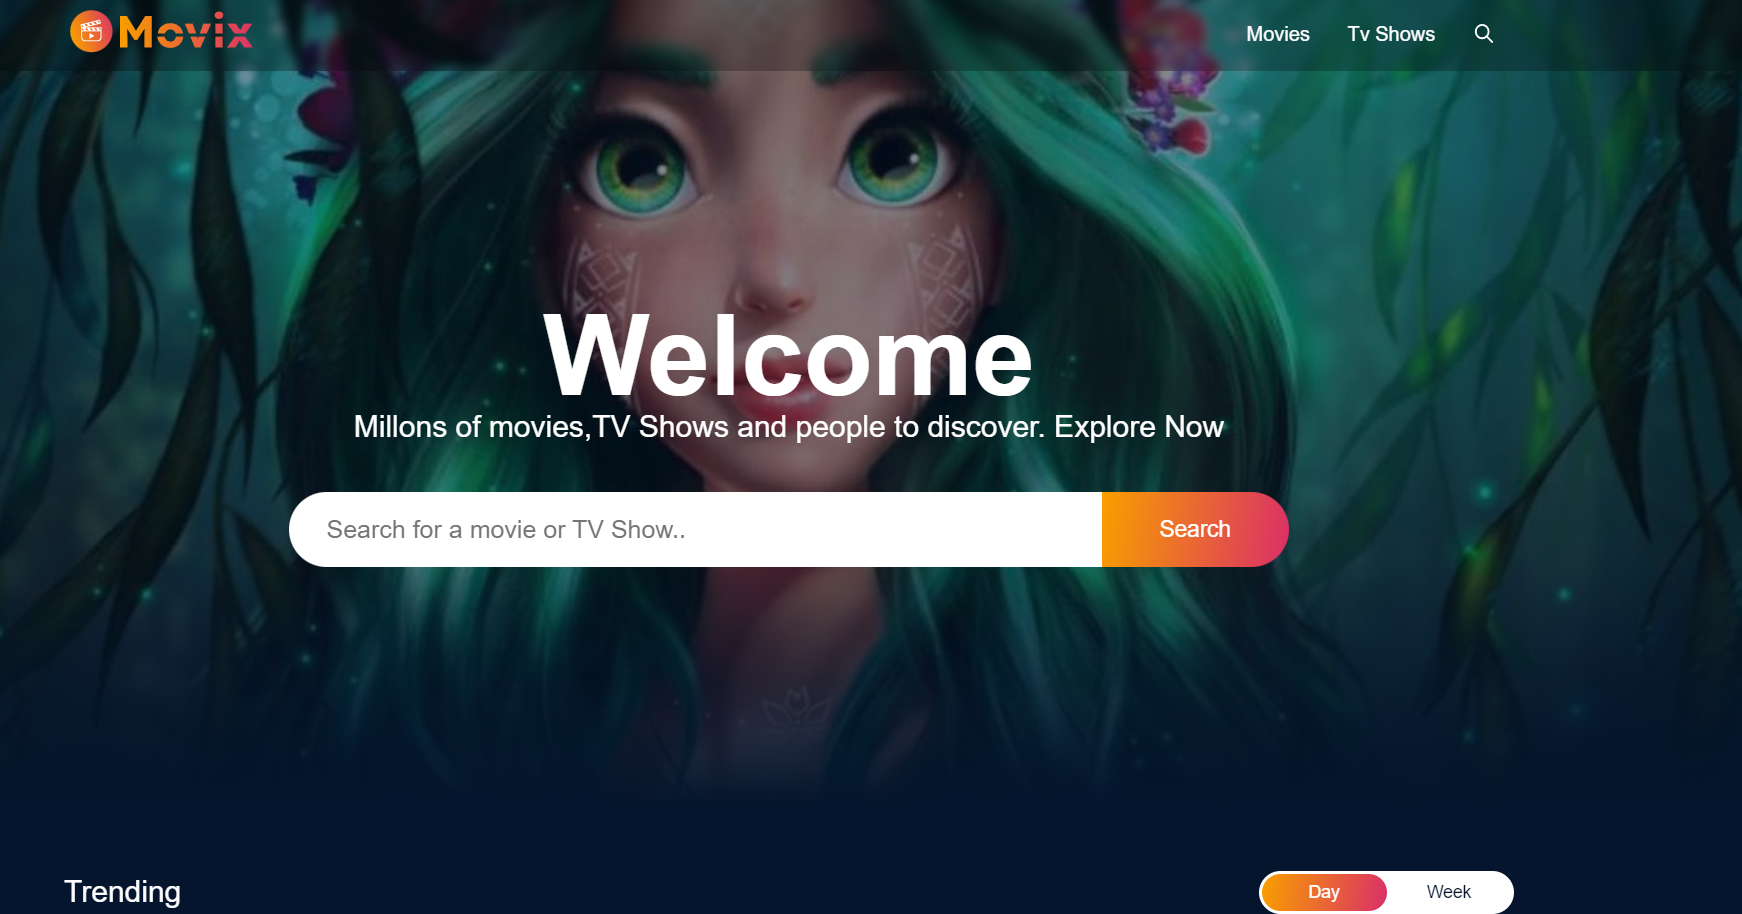 Movix
Movies
Tv Shows
Welcome
Millons of movies,TV Shows and people to discover. Explore Now
Search for a movie or TV Show..
Search
Trending
Day
Week